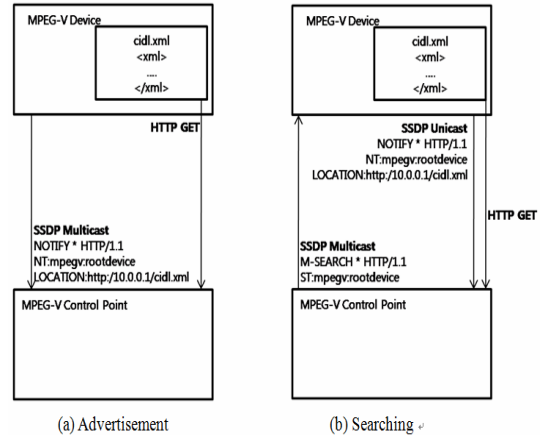 MPEG-V Device
cidl.xml
<xml>
....
</xml>
HTTP GET
SSDP Multicast
NOTIFY * HTTP/1.1
NT:mpegv:rootdevice
LOCATION:http:/10.0.0.1/cidl.xml
MPEG-V Control Point
(a) Advertisement
MPEG-V Device
cidl.xml
<xml>
....
</xml>
SSDP Unicast
NOTIFY * HTTP/1.1
NT:mpegv:rootdevice
LOCATION:http:/10.0.0.1/cidl.xml
HTTP GET
SSDP Multicast
M-SEARCH * HTTP/1.1
ST:mpegv:rootdevice
MPEG-V Control Point
(b) Searching